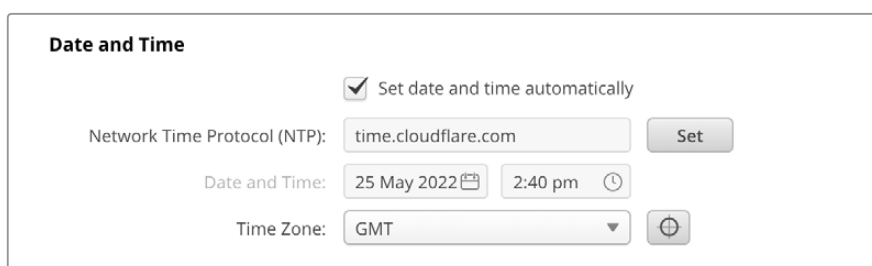 Date and Time
Set date and time automatically
Network Time Protocol (NTP): time.cloudflare.com Set
Date and Time: 25 May 2022 2:40 pm
Time Zone: GMT